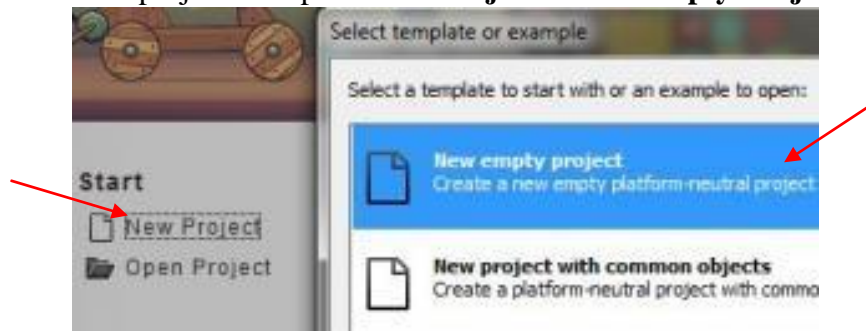 Select template or example
Select a template to start with or an example to open:
New empty project
Create a new empty platform-neutral project
Start
New Project
Open Project
New project with common objects
Create a platform-neutral project with commo